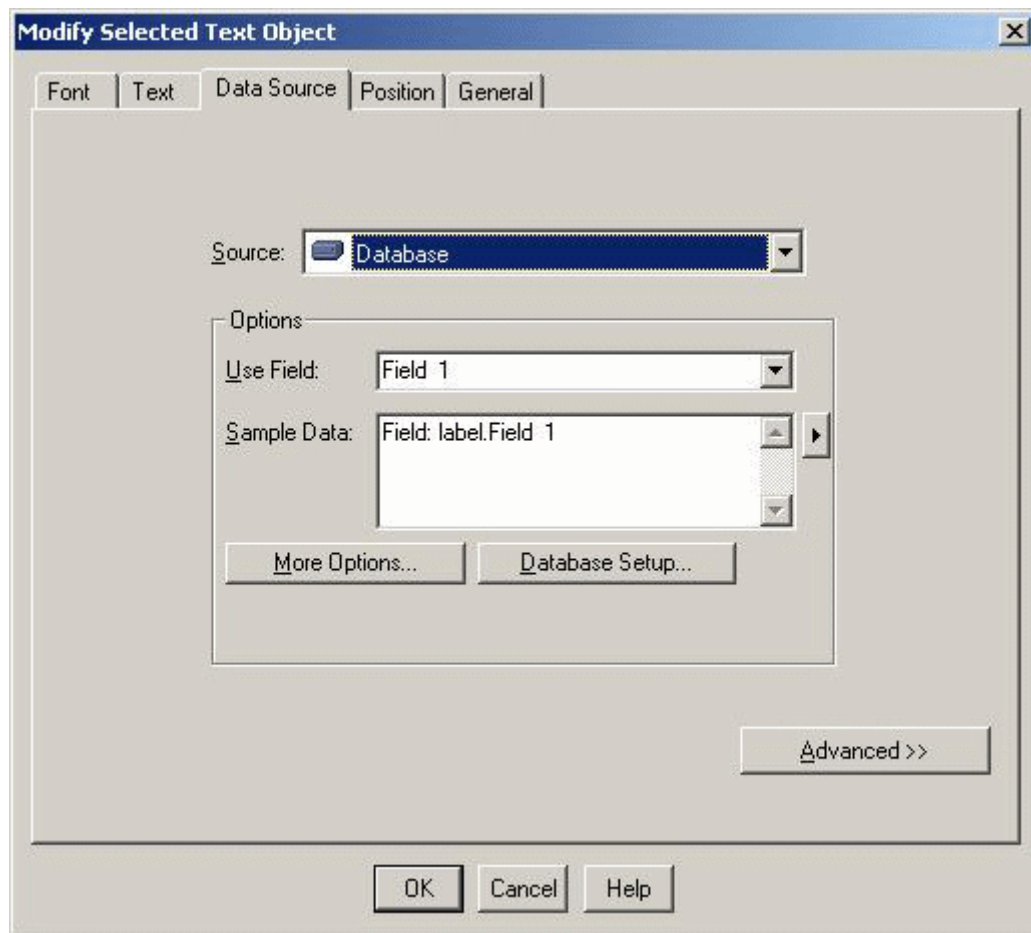 Modify Selected Text Object
Font Text Data Source Position General
Source: Database
Options
Use Field: Field 1
Sample Data: Field: label.Field 1
More Options... Database Setup...
Advanced >>
OK Cancel Help